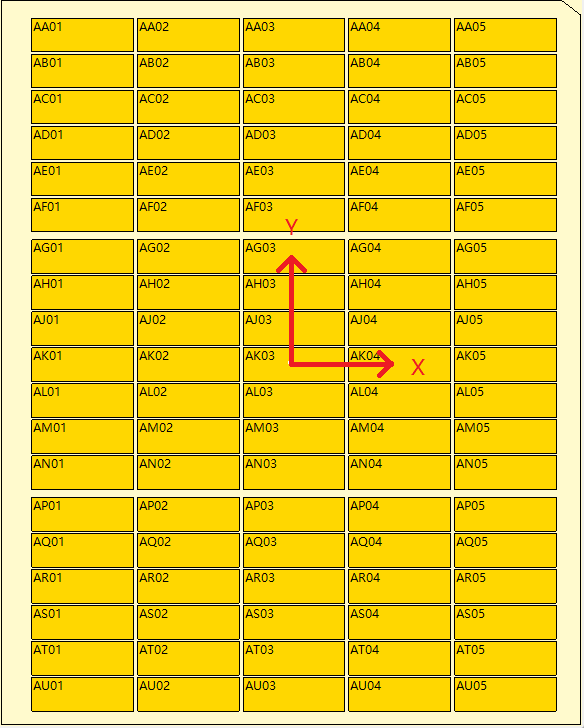 AA01 AA02 AA03 AA04 AA05
AB01 AB02 AB03 AB04 AB05
AC01 AC02 AC03 AC04 AC05
AD01 AD02 AD03 AD04 AD05
AE01 AE02 AE03 AE04 AE05
AF01 AF02 AF03 AF04 AF05
Y
AG01 AG02 AG03 AG04 AG05
AH01 AH02 AH03 AH04 AH05
AJ01 AJ02 AJ03 AJ04 AJ05
AK01 AK02 AK03 AK04 AK05
X
AL01 AL02 AL03 AL04 AL05
AM01 AM02 AM03 AM04 AM05
AN01 AN02 AN03 AN04 AN05
AP01 AP02 AP03 AP04 AP05
AQ01 AQ02 AQ03 AQ04 AQ05
AR01 AR02 AR03 AR04 AR05
AS01 AS02 AS03 AS04 AS05
AT01 AT02 AT03 AT04 AT05
AU01 AU02 AU03 AU04 AU05